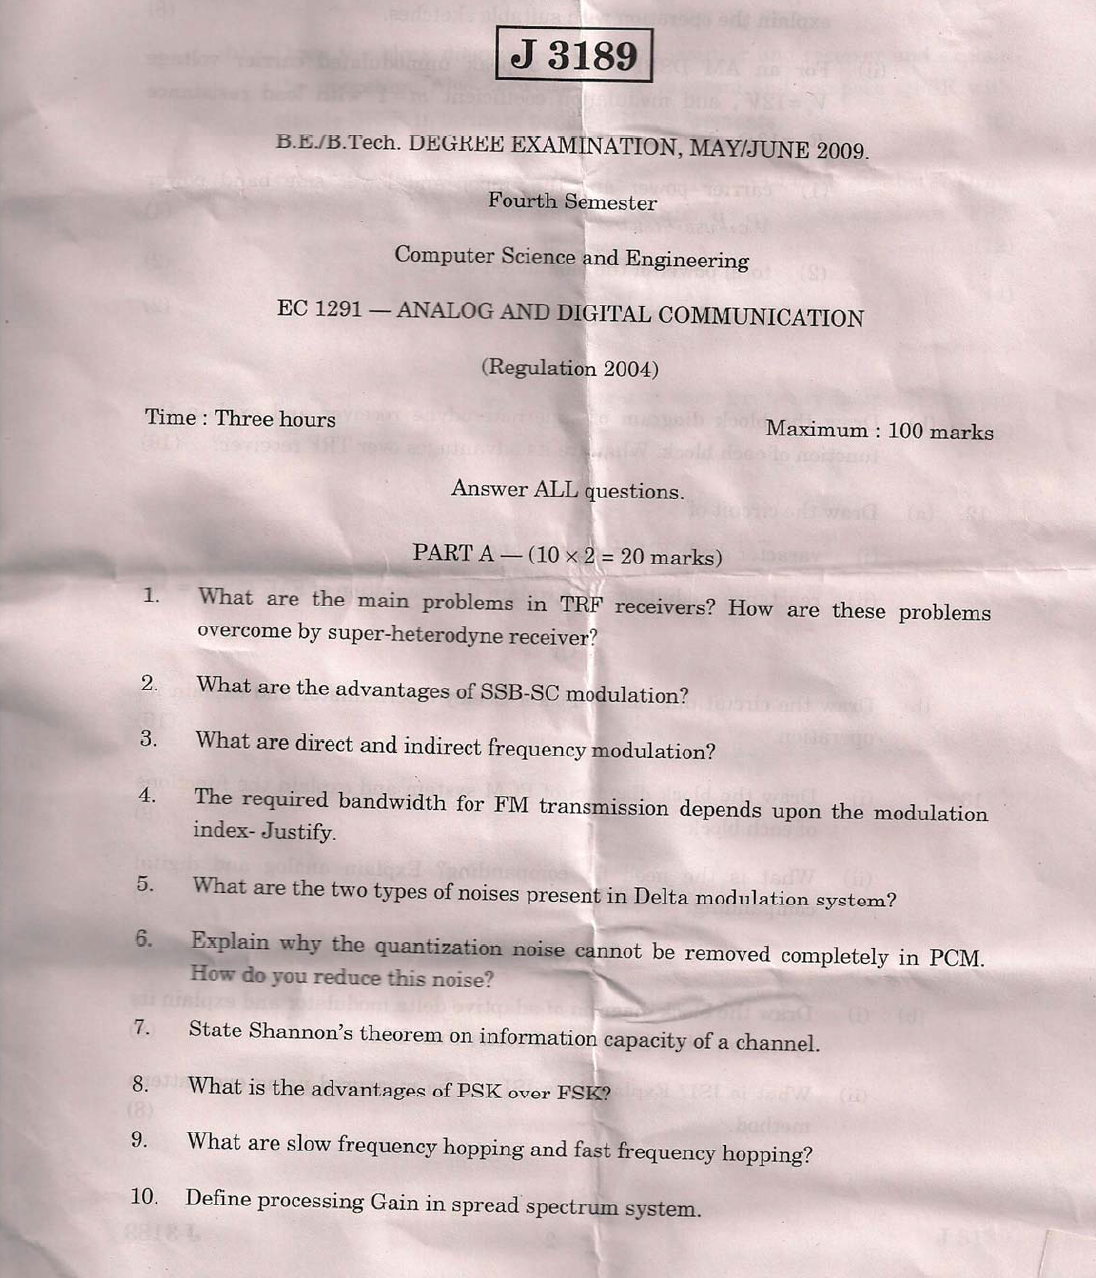 J 3189
B.E./B.Tech. DEGREE EXAMINATION, MAY/JUNE 2009.
Fourth Semester
Computer Science and Engineering
EC 1291 — ANALOG AND DIGITAL COMMUNICATION
(Regulation 2004)
Time : Three hours
Maximum : 100 marks
Answer ALL questions.
PART A — (10 × 2 = 20 marks)
1. What are the main problems in TRF receivers? How are these problems
overcome by super-heterodyne receiver?
2. What are the advantages of SSB-SC modulation?
3. What are direct and indirect frequency modulation?
4. The required bandwidth for FM transmission depends upon the modulation
index- Justify.
5. What are the two types of noises present in Delta modulation system?
6. Explain why the quantization noise cannot be removed completely in PCM.
How do you reduce this noise?
7. State Shannon's theorem on information capacity of a channel.
8. What is the advantages of PSK over FSK?
9. What are slow frequency hopping and fast frequency hopping?
10. Define processing Gain in spread spectrum system.